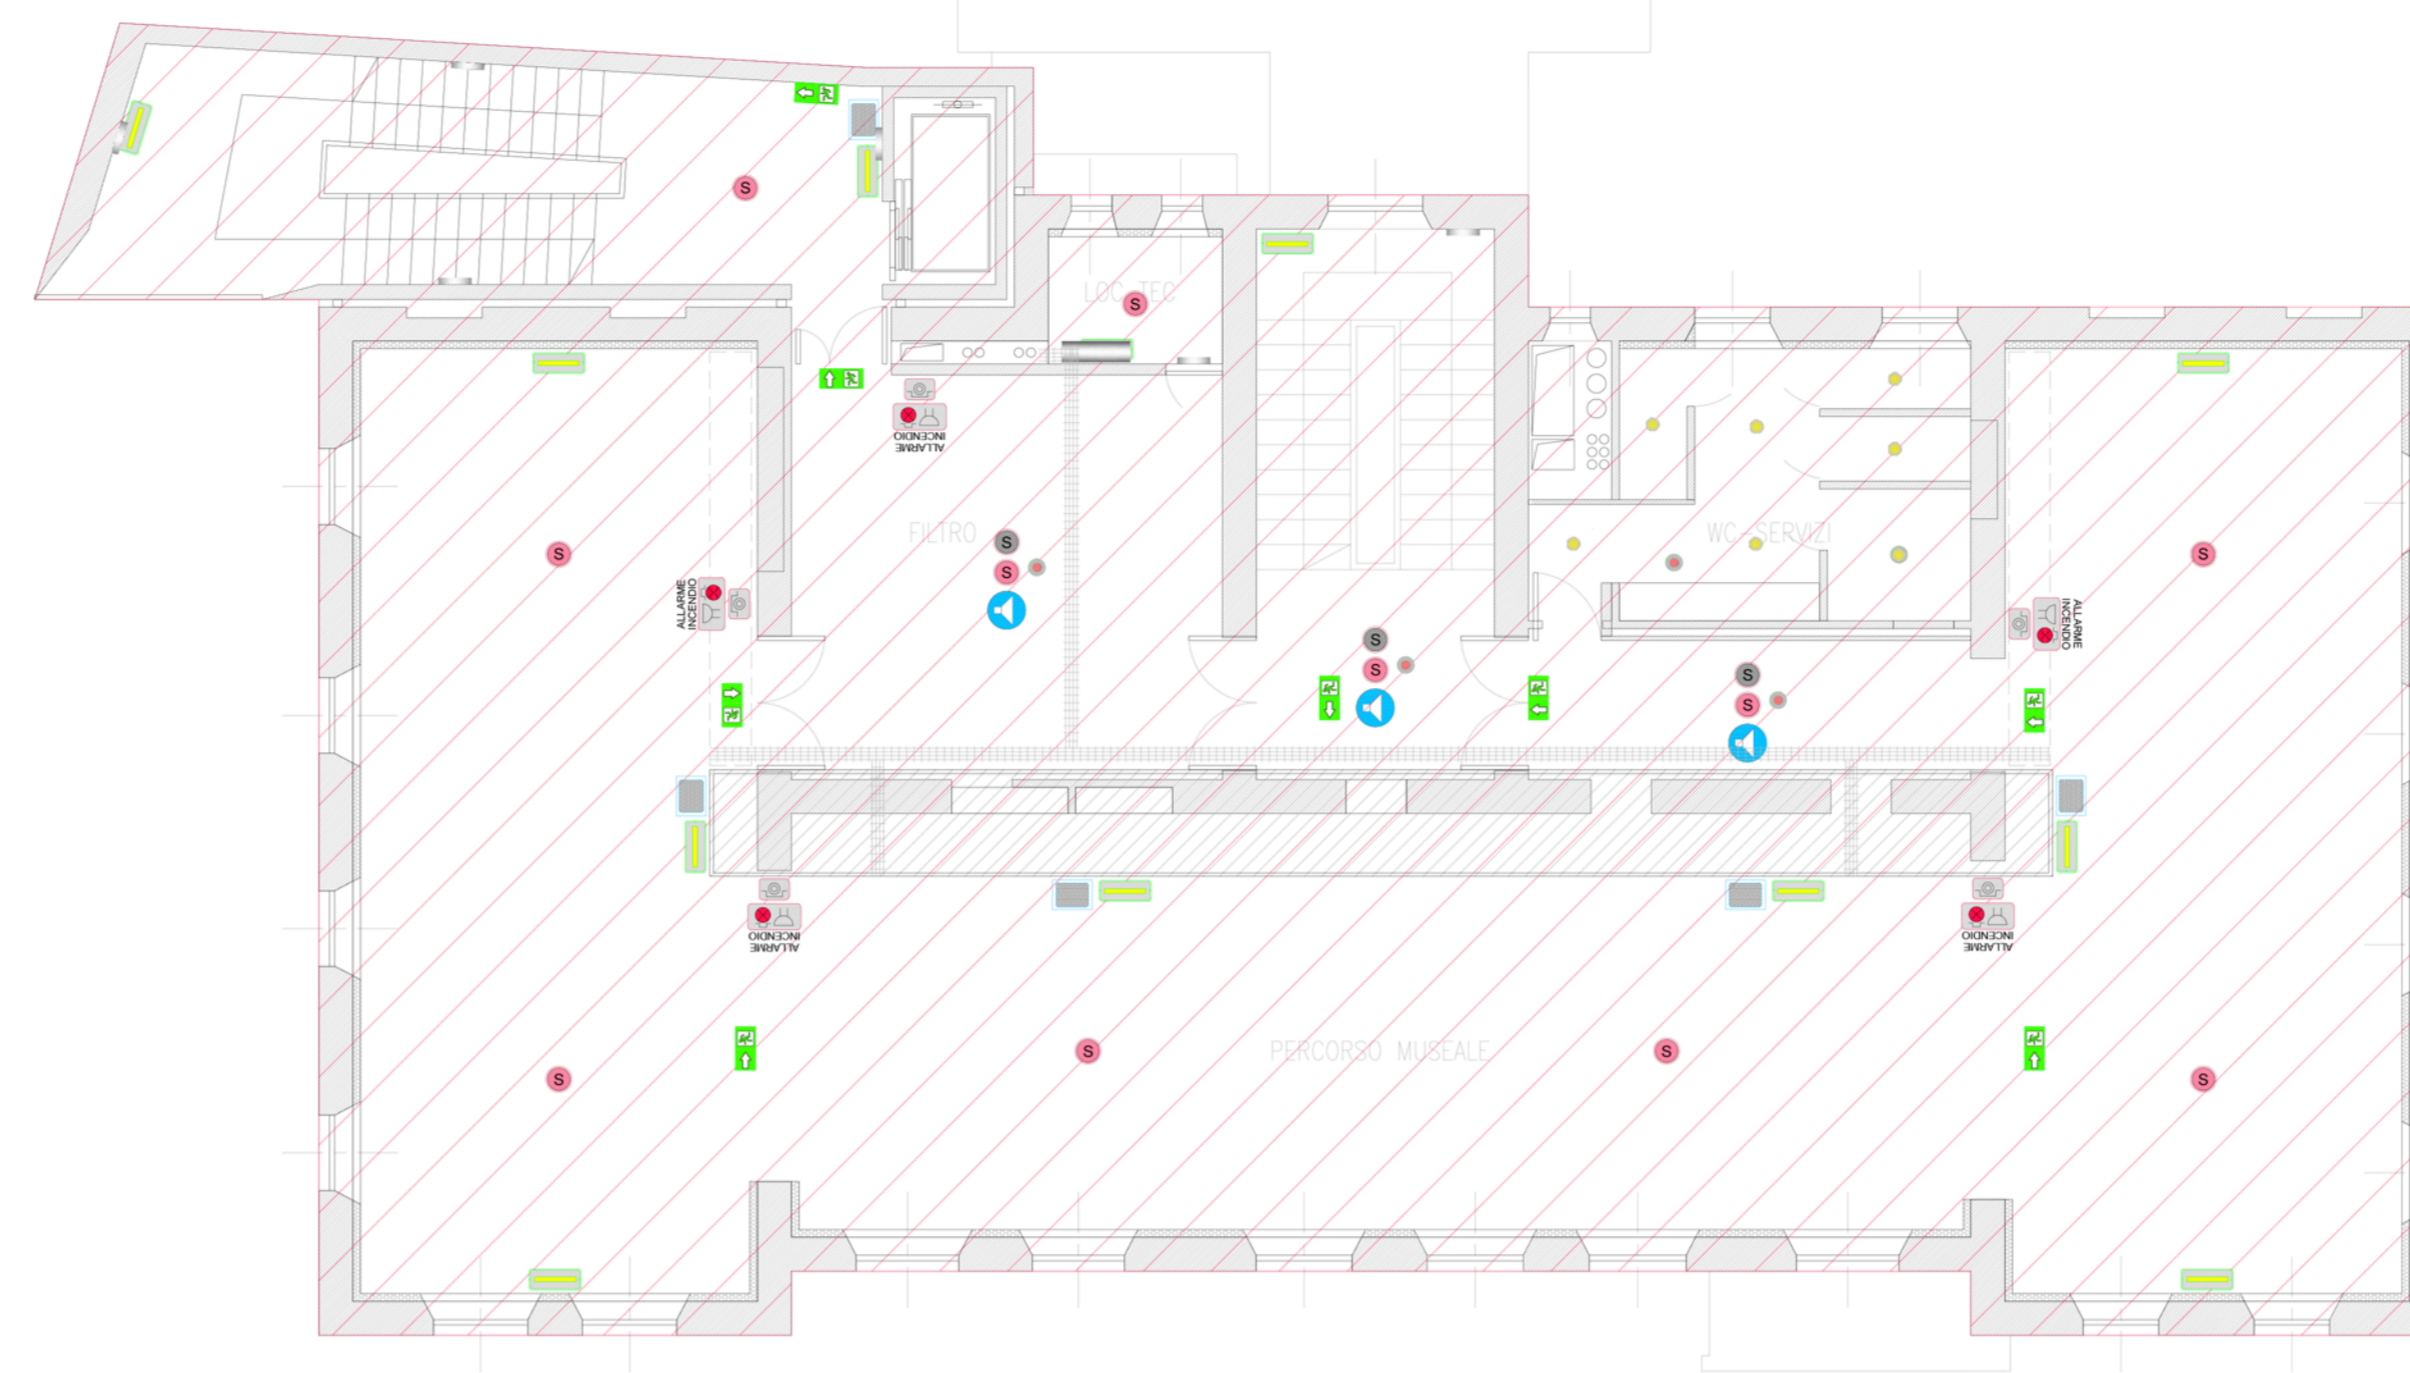 S
LOC TEC
S
ALLARME
INCENDIO
FILTRO
WC-SERVIZI
S
S
S
S
ALLARME
INCENDIO
ALLARME
INCENDIO
S
S
S
S
ALLARME
INCENDIO
ALLARME
INCENDIO
PERCORSO MUSEALE
S
S
S
S